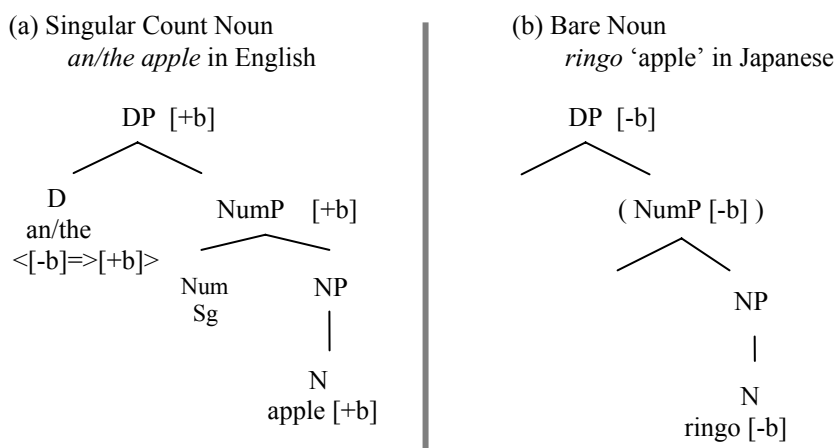 (a) Singular Count Noun
an/the apple in English
DP [+b]
D
an/the
<[-b]=>[+b]>
NumP [+b]
Num
Sg
NP
N
apple [+b]
(b) Bare Noun
ringo ‘apple’ in Japanese
DP [-b]
( NumP [-b] )
NP
N
ringo [-b]